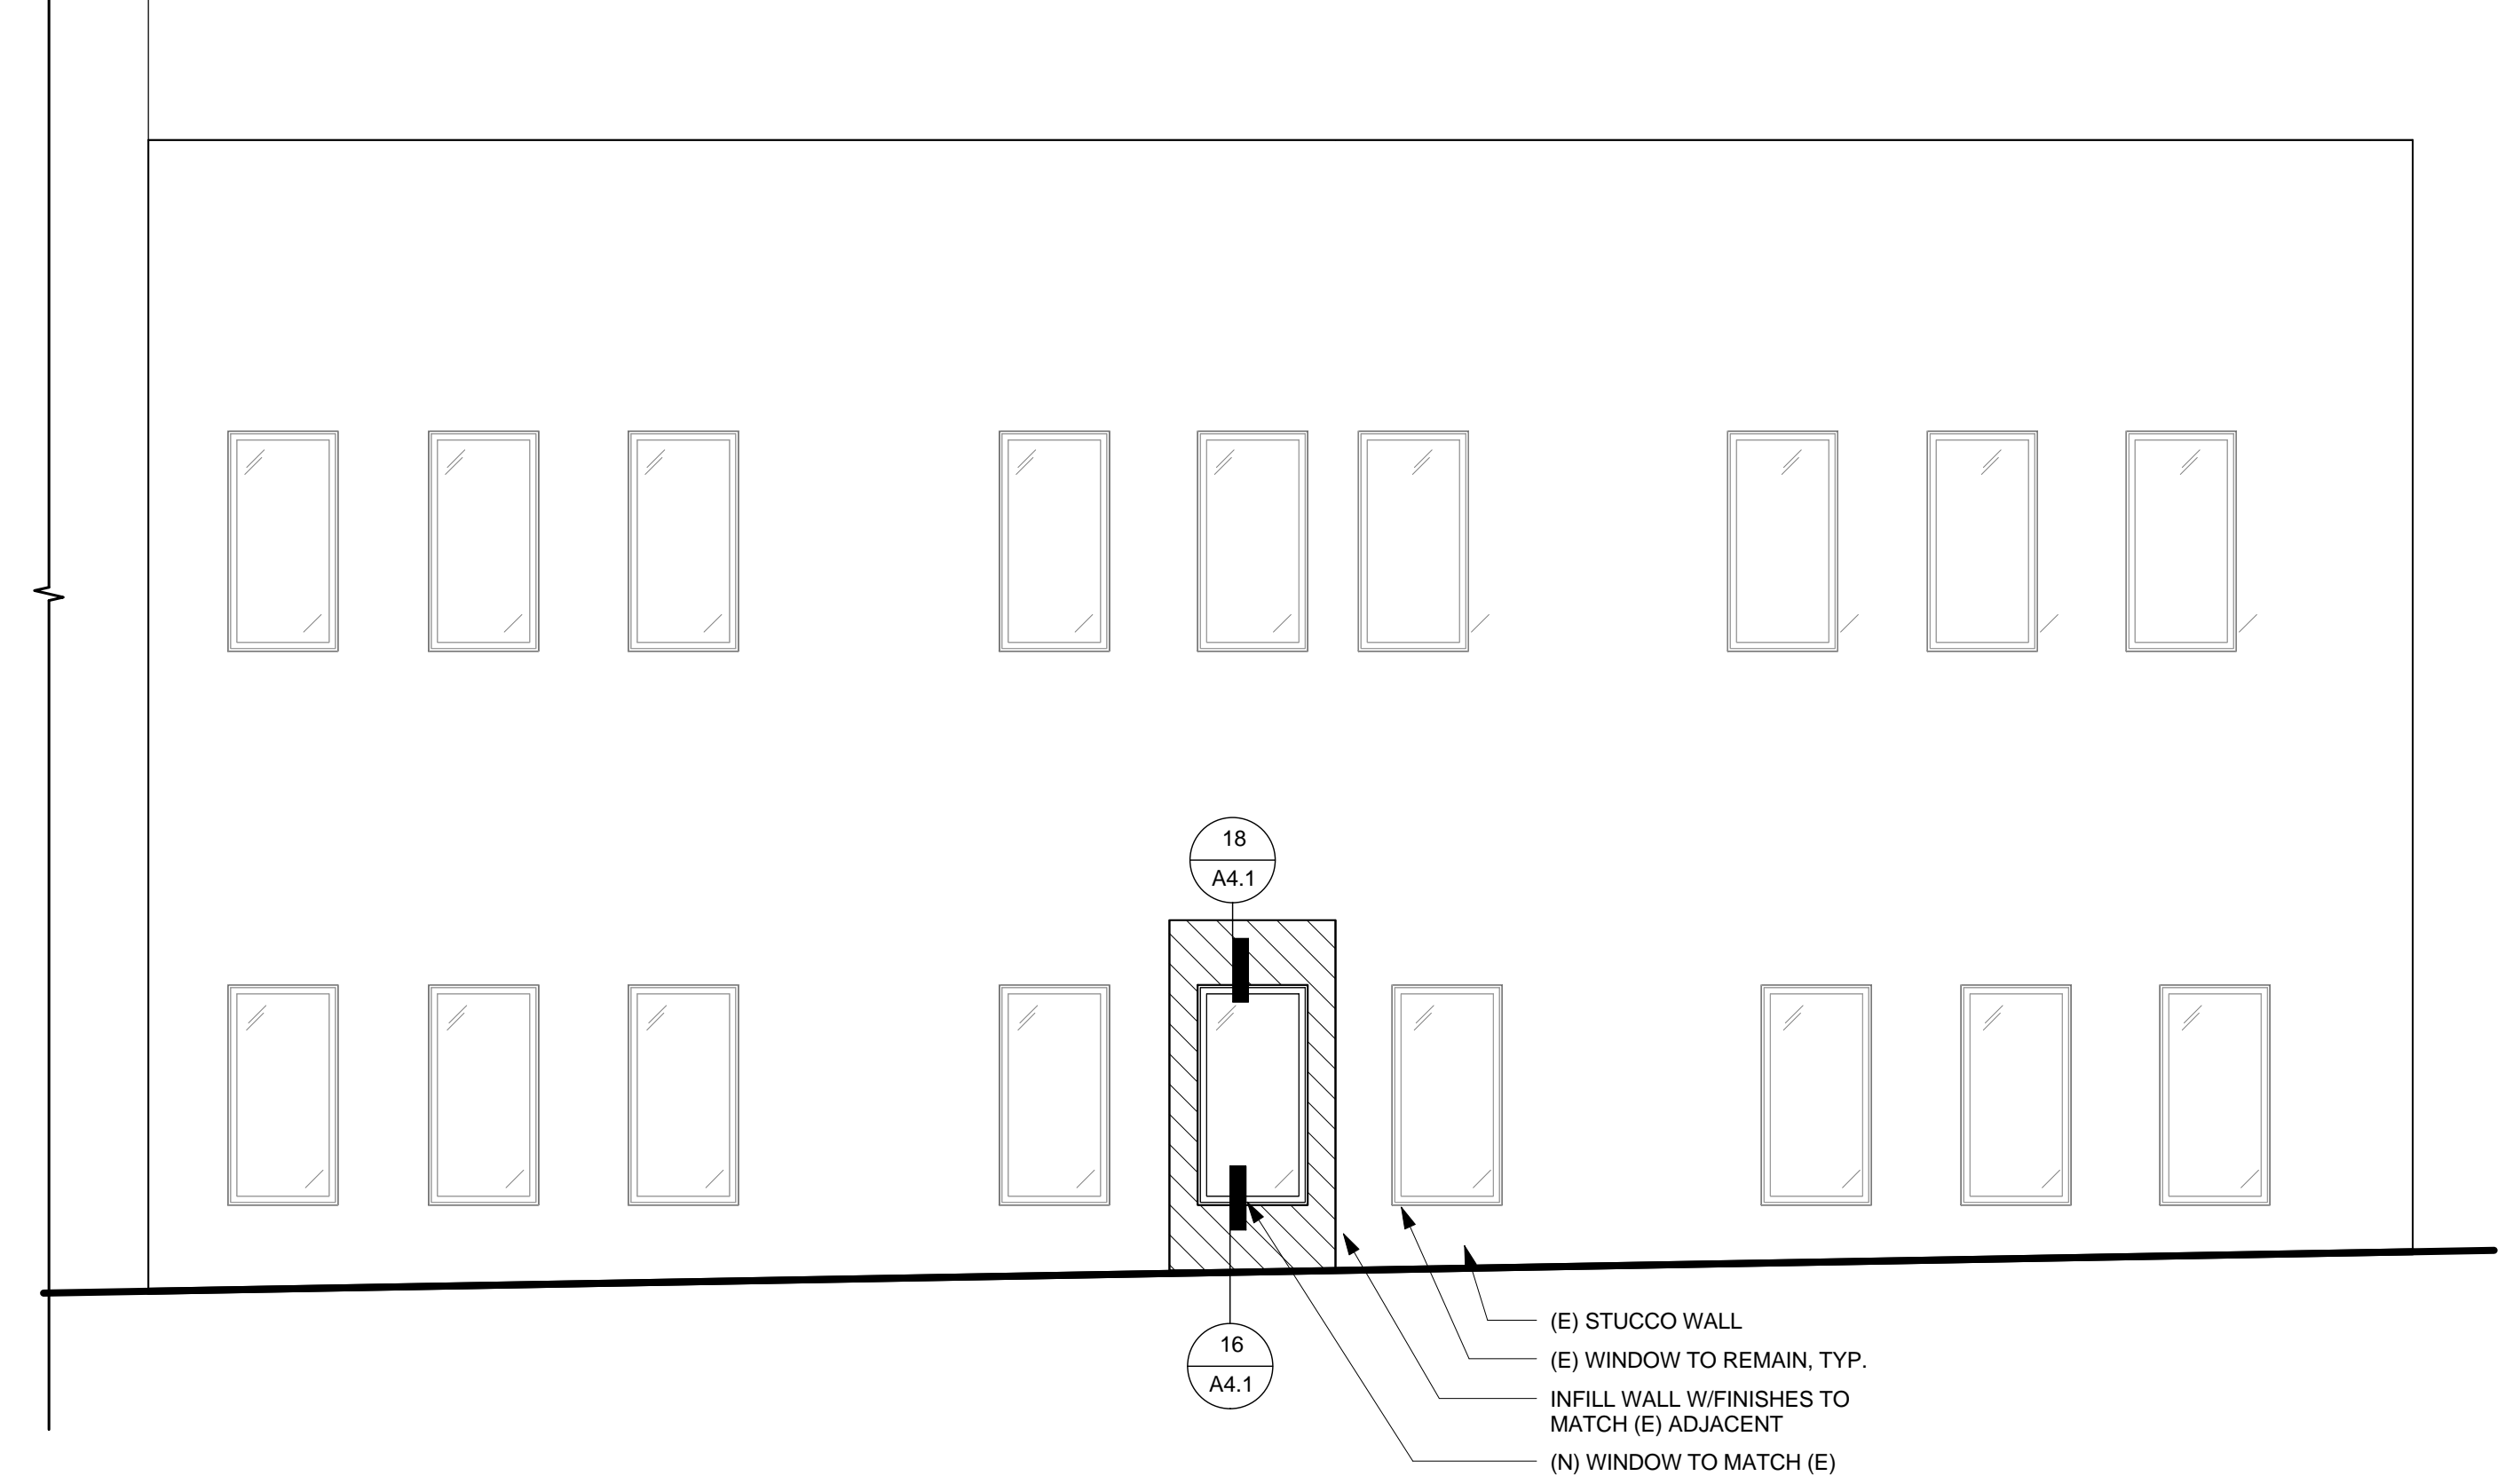 18
A4.1
(E) STUCCO WALL
(E) WINDOW TO REMAIN, TYP.
16
A4.1
INFILL WALL W/FINISHES TO
MATCH (E) ADJACENT
(N) WINDOW TO MATCH (E)